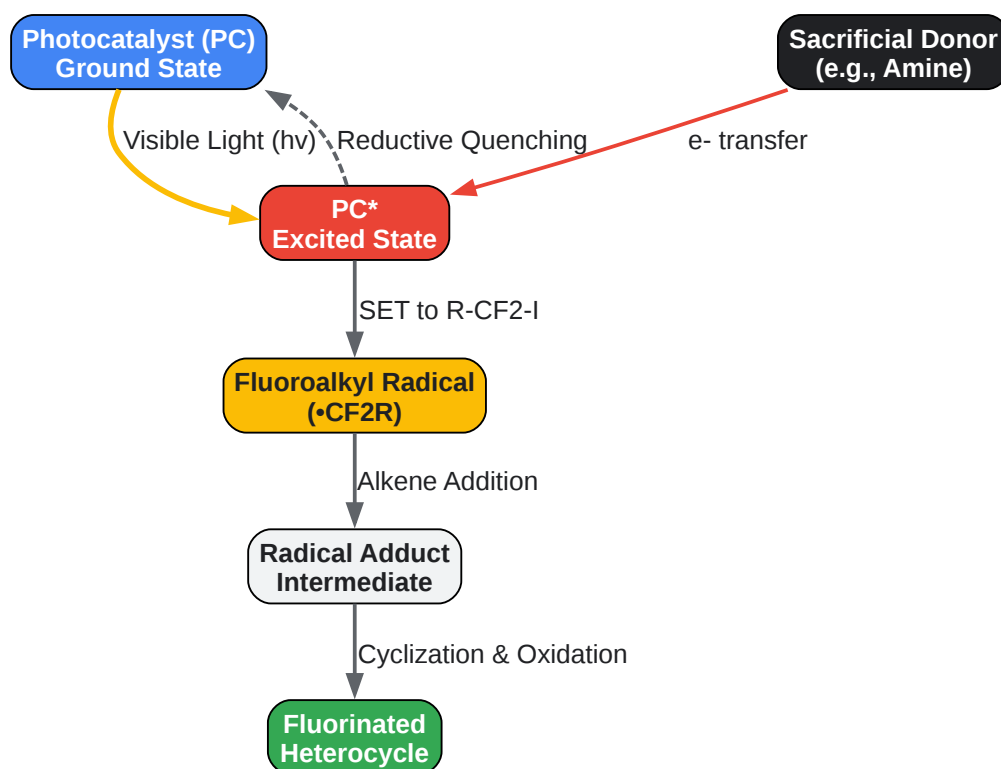 Photocatalyst (PC)
Ground State
Sacrificial Donor
(e.g., Amine)
Visible Light (hv)
Reductive Quenching
e- transfer
PC*
Excited State
SET to R-CF2-I
Fluoroalkyl Radical
(•CF2R)
Alkene Addition
Radical Adduct
Intermediate
Cyclization & Oxidation
Fluorinated
Heterocycle